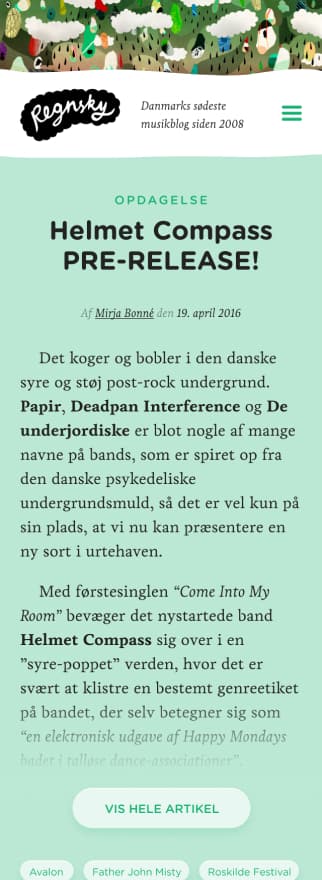 Regnsky
Danmarks sødeste
musikblog siden 2008
OPDAGELSE
Helmet Compass
PRE-RELEASE!
Af Mirja Bonné den 19. april 2016
Det koger og bobler i den danske
syre og støj post-rock undergrund.
Papir, Deadpan Interference og De
underjordiske er blot nogle af mange
navne på bands, som er spiret op fra
den danske psykedeliske
undergrundsmuld, så det er vel kun på
sin plads, at vi nu kan præsentere en
ny sort i urtehaven.
Med førstesinglen “Come Into My
Room” bevæger det nystartede band
Helmet Compass sig over i en
”syre-poppet” verden, hvor det er
svært at klistre en bestemt genreetiket
på bandet, der selv betegner sig som
“en elektronisk udgave af Happy Mondays
badet i talløse dance-associationer”.
VIS HELE ARTIKEL
Avalon
Father John Misty
Roskilde Festival